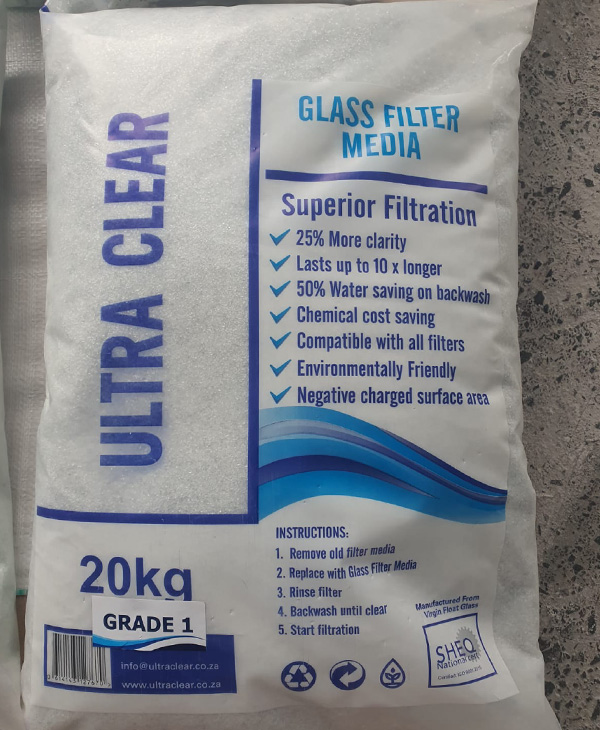 ULTRA CLEAR
GLASS FILTER
MEDIA
Superior Filtration
25% More clarity
Lasts up to 10 x longer
50% Water saving on backwash
Chemical cost saving
Compatible with all filters
Environmentally Friendly
Negative charged surface area
INSTRUCTIONS:
1. Remove old filter media
2. Replace with Glass Filter Media
3. Rinse filter
4. Backwash until clear
5. Start filtration
20kg
GRADE 1
info@ultraclear.co.za
www.ultraclear.co.za
Manufactured From
Virgin Float Glass
SHEQ
National